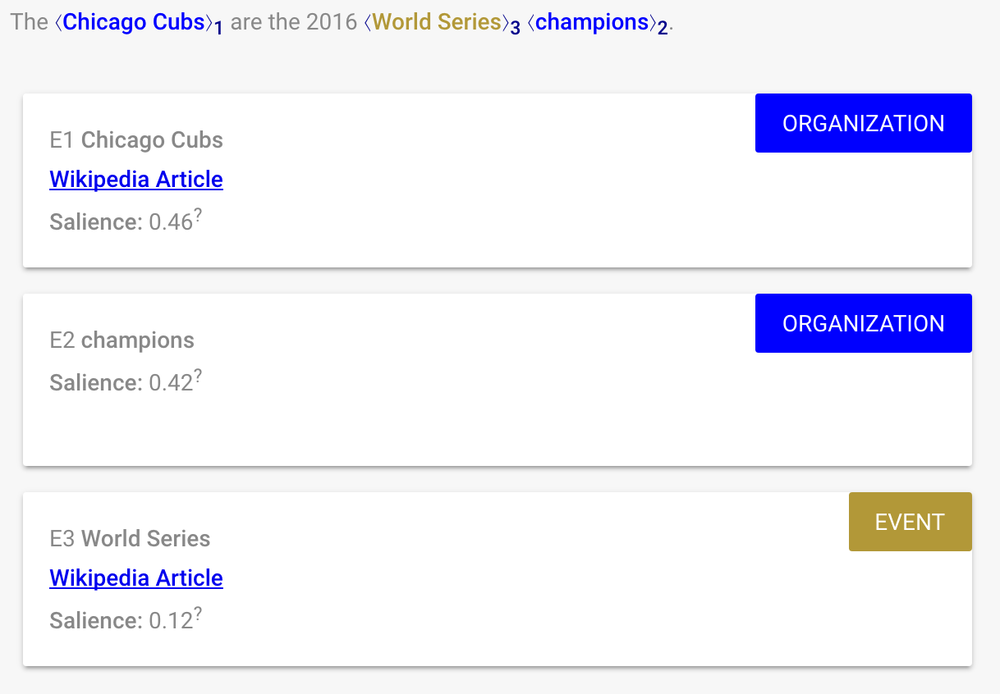 The ⟨Chicago Cubs⟩1 are the 2016 ⟨World Series⟩3 ⟨champions⟩2.
ORGANIZATION
E1 Chicago Cubs
Wikipedia Article
Salience: 0.46?
ORGANIZATION
E2 champions
Salience: 0.42?
EVENT
E3 World Series
Wikipedia Article
Salience: 0.12?